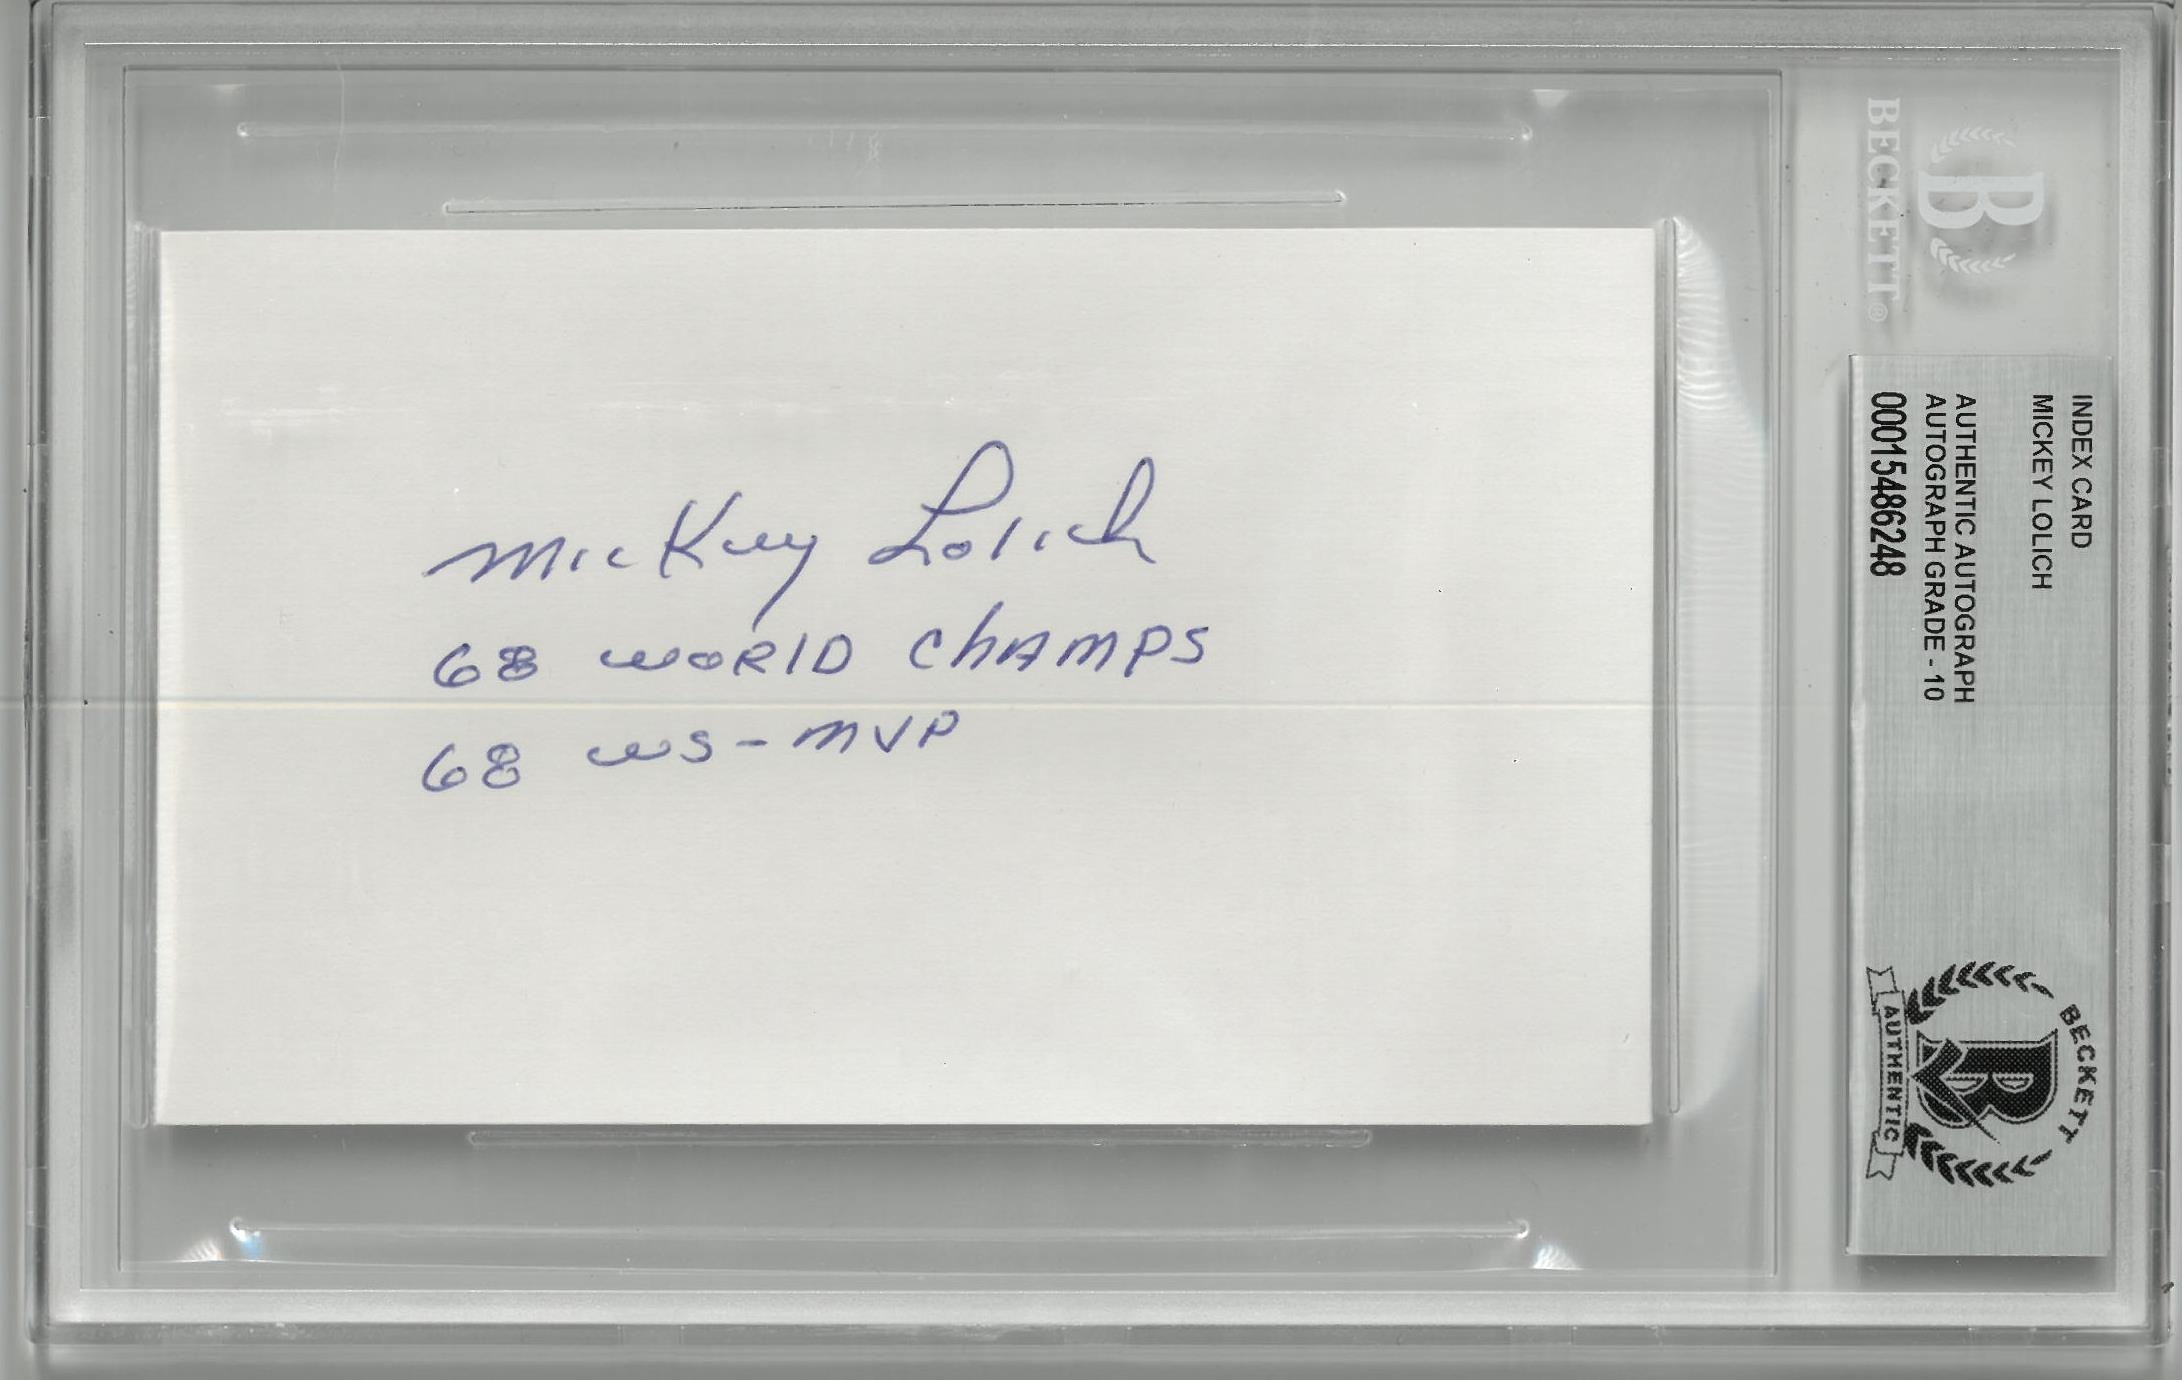 Mickey Lolich
68 WORLD ChAMPS
68 WS - MVP
BECKETT®
B
INDEX CARD
MICKEY LOLICH
AUTHENTIC AUTOGRAPH
AUTOGRAPH GRADE - 10
00015486248
BECKETT
B
AUTHENTIC